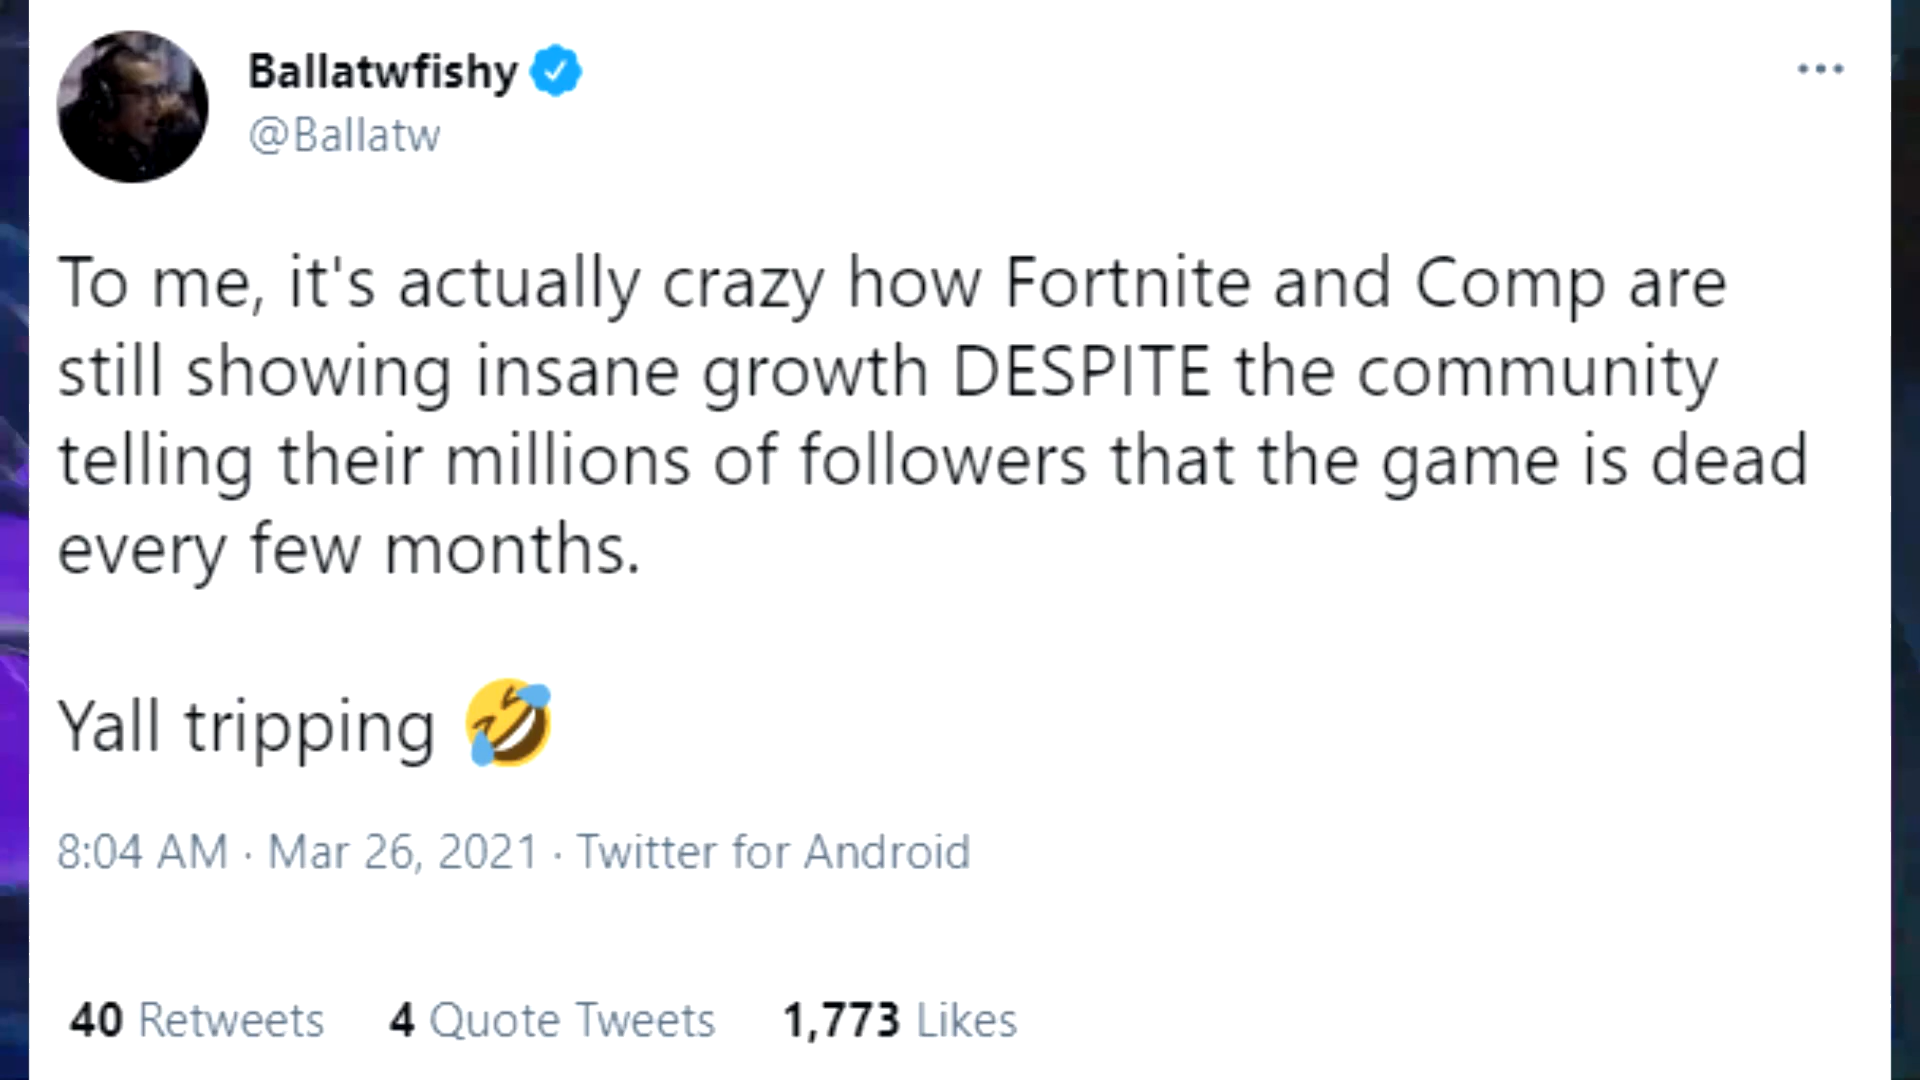 Ballatwfishy
@Ballatw
To me, it's actually crazy how Fortnite and Comp are
still showing insane growth DESPITE the community
telling their millions of followers that the game is dead
every few months.
Yall tripping 🤣
8:04 AM · Mar 26, 2021 · Twitter for Android
40 Retweets 4 Quote Tweets 1,773 Likes